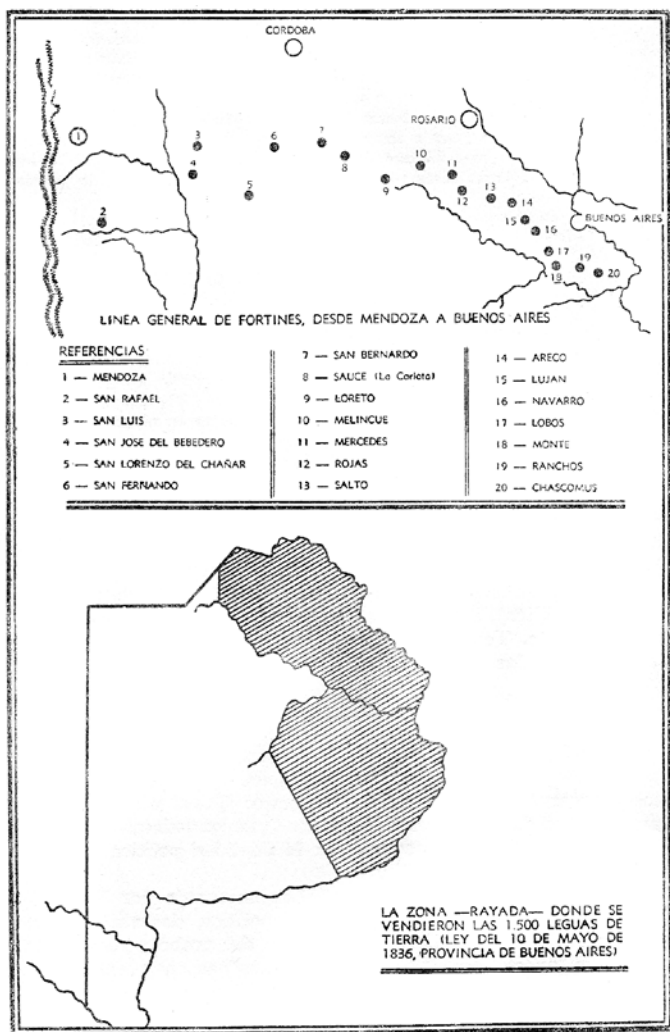 CORDOBA
ROSARIO
BUENOS AIRES
1
2
3
4
5
6
7
8
9
10
11
12
13
14
15
16
17
18
19
20
LINEA GENERAL DE FORTINES, DESDE MENDOZA A BUENOS AIRES
REFERENCIAS
1 — MENDOZA
2 — SAN RAFAEL
3 — SAN LUIS
4 — SAN JOSE DEL BEBEDERO
5 — SAN LORENZO DEL CHAÑAR
6 — SAN FERNANDO
7 — SAN BERNARDO
8 — SAUCE (La Carlota)
9 — LORETO
10 — MELINCUE
11 — MERCEDES
12 — ROJAS
13 — SALTO
14 — ARECO
15 — LUJAN
16 — NAVARRO
17 — LOBOS
18 — MONTE
19 — RANCHOS
20 — CHASCOMUS
LA ZONA —RAYADA— DONDE SE
VENDIERON LAS 1.500 LEGUAS DE
TIERRA (LEY DEL 10 DE MAYO DE
1836, PROVINCIA DE BUENOS AIRES)